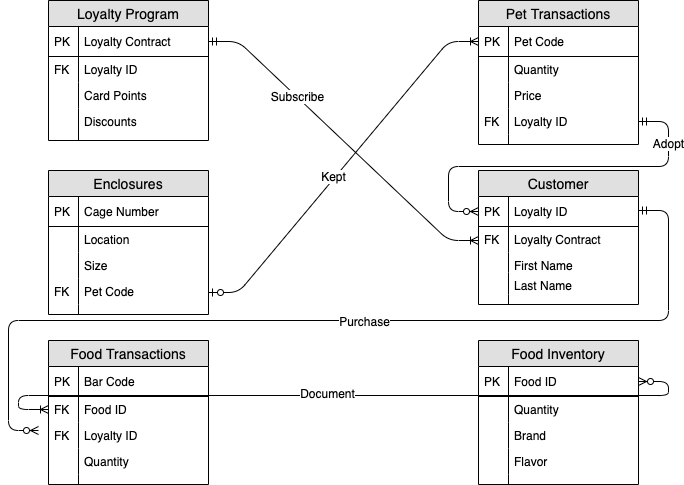 Loyalty Program
PK Loyalty Contract
FK Loyalty ID
Card Points
Discounts
Pet Transactions
PK Pet Code
Quantity
Price
FK Loyalty ID
Subscribe
Adopt
Kept
Enclosures
PK Cage Number
Location
Size
FK Pet Code
Customer
PK Loyalty ID
FK Loyalty Contract
First Name
Last Name
Purchase
Food Transactions
PK Bar Code
FK Food ID
FK Loyalty ID
Quantity
Document
Food Inventory
PK Food ID
Quantity
Brand
Flavor